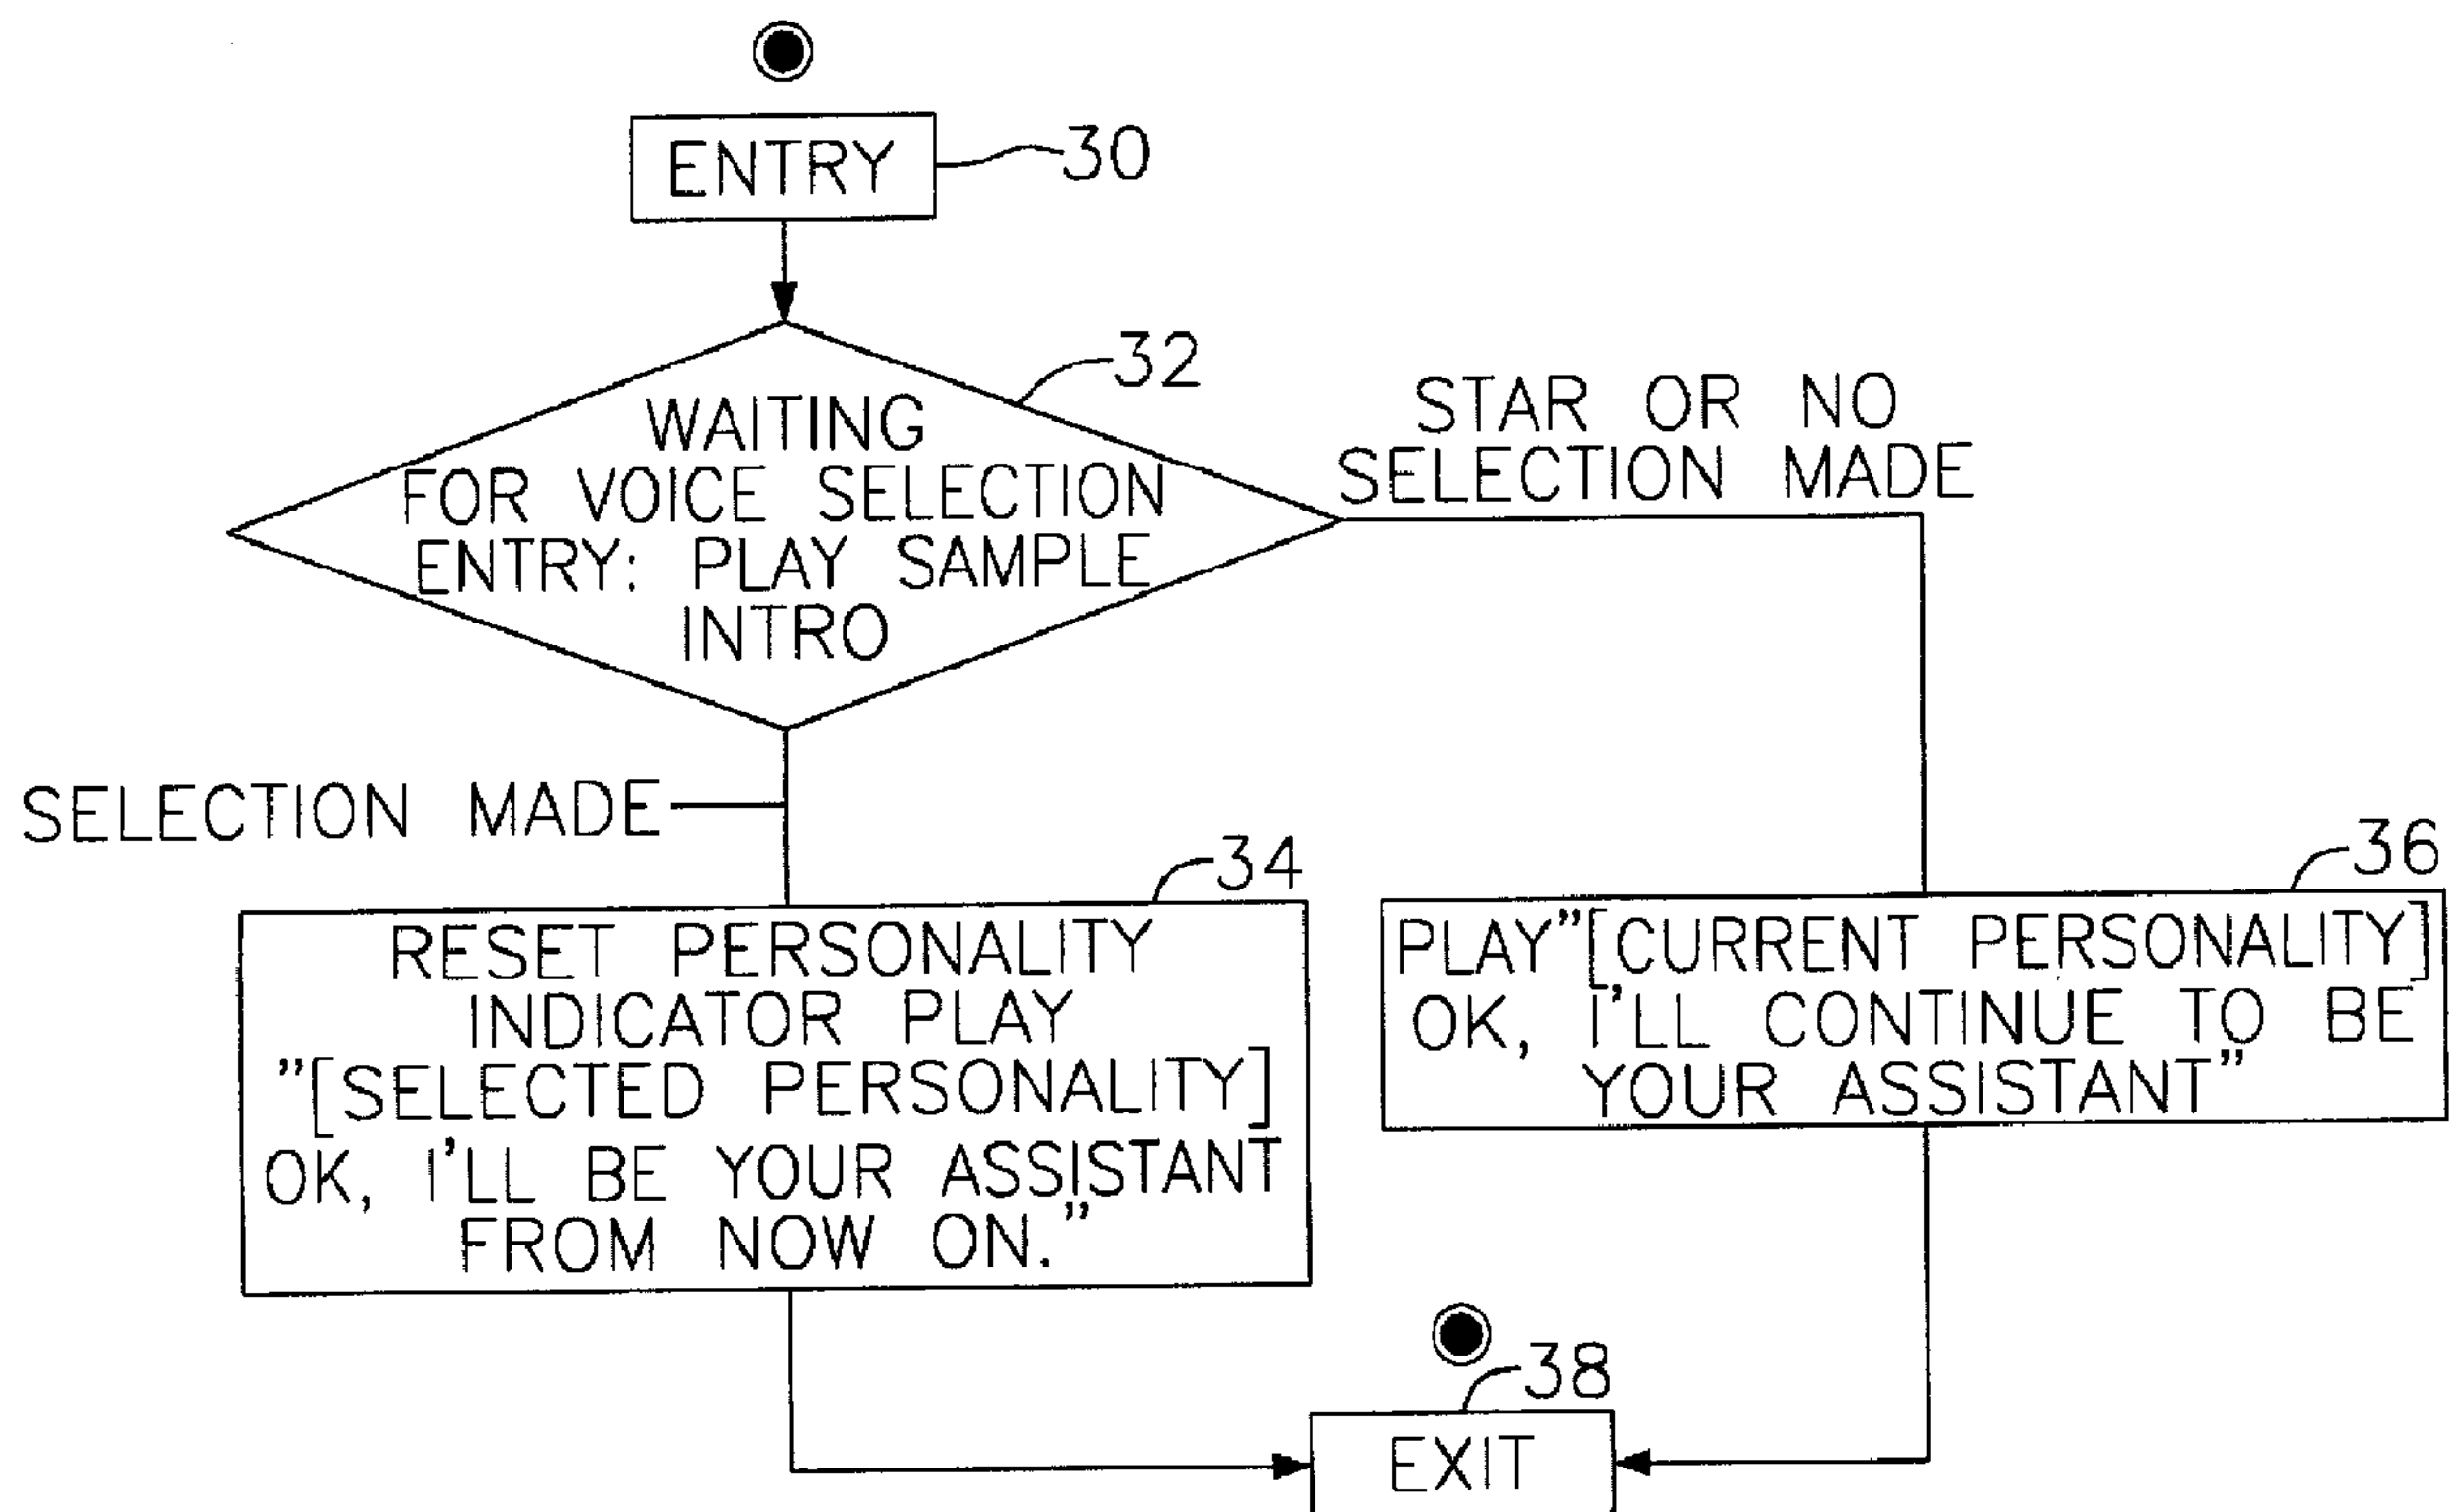 ENTRY
30
32
WAITING
FOR VOICE SELECTION
ENTRY: PLAY SAMPLE
INTRO
STAR OR NO
SELECTION MADE
SELECTION MADE
34
RESET PERSONALITY
INDICATOR PLAY
"[SELECTED PERSONALITY]
OK, I'LL BE YOUR ASSISTANT
FROM NOW ON."
36
PLAY"[CURRENT PERSONALITY]
OK, I'LL CONTINUE TO BE
YOUR ASSISTANT"
38
EXIT